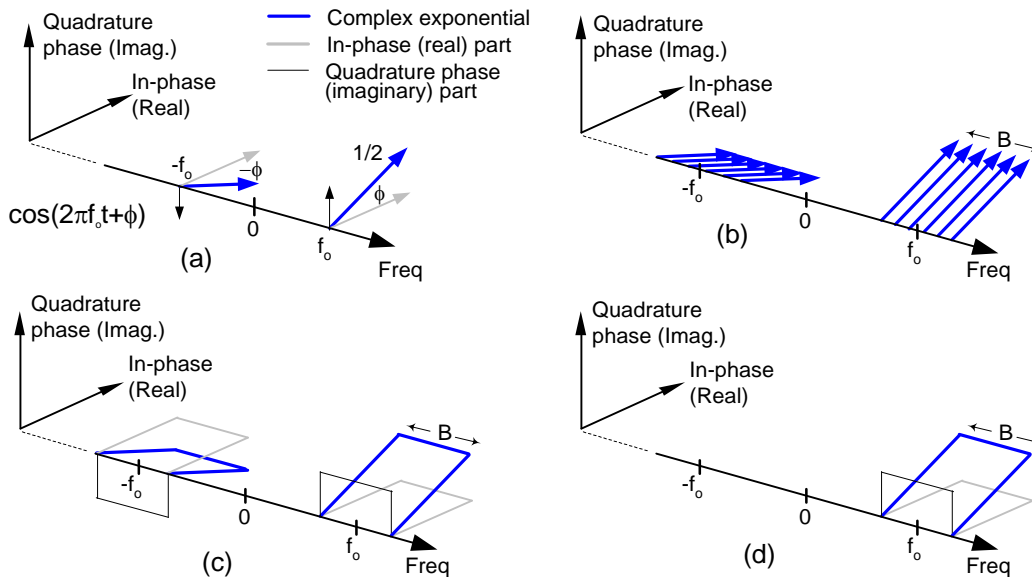 Quadrature
phase (Imag.)
In-phase
(Real)
Complex exponential
In-phase (real) part
Quadrature phase
(imaginary) part
-fo
−ϕ
1/2
ϕ
cos(2πfot+ϕ)
0
fo
Freq
(a)
Quadrature
phase (Imag.)
In-phase
(Real)
B
-fo
0
fo
Freq
(b)
Quadrature
phase (Imag.)
In-phase
(Real)
B
-fo
0
fo
Freq
(c)
Quadrature
phase (Imag.)
In-phase
(Real)
B
-fo
0
fo
Freq
(d)